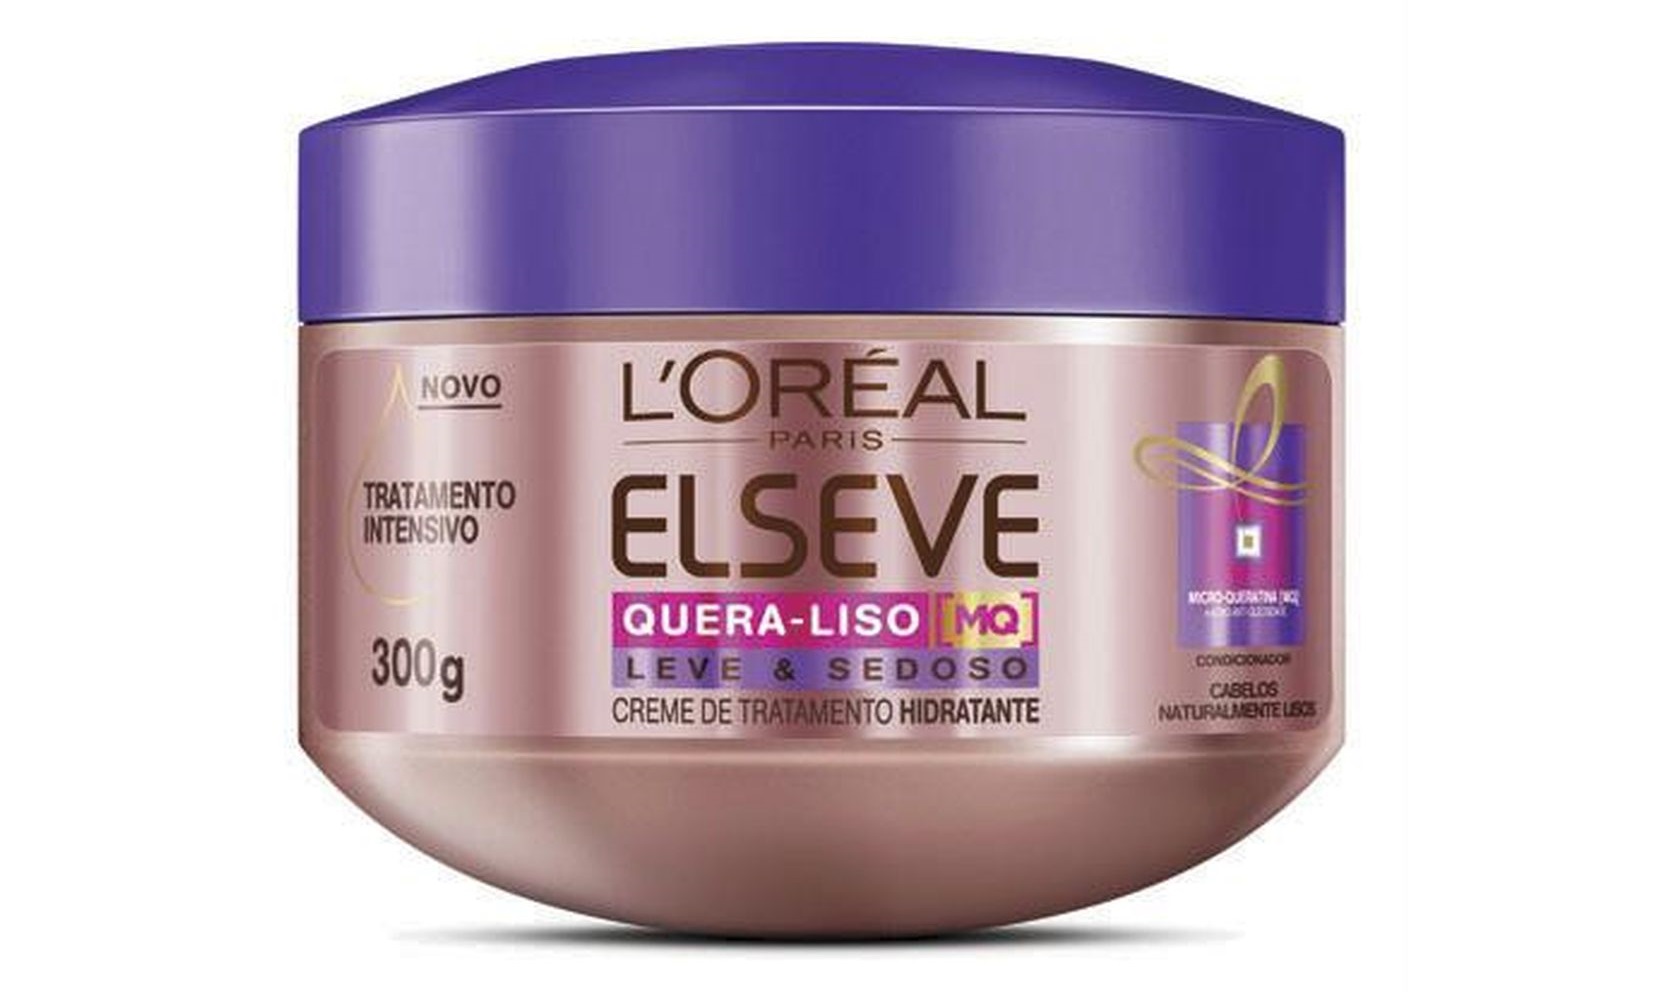 NOVO
TRATAMENTO
INTENSIVO
300g
L'ORÉAL
PARIS
ELSEVE
QUERA-LISO [MQ]
LEVE & SEDOSO
CREME DE TRATAMENTO HIDRATANTE
MICRO-QUERATINA [MQ]
CONDICIONADOR
CABELOS
NATURALMENTE LISOS